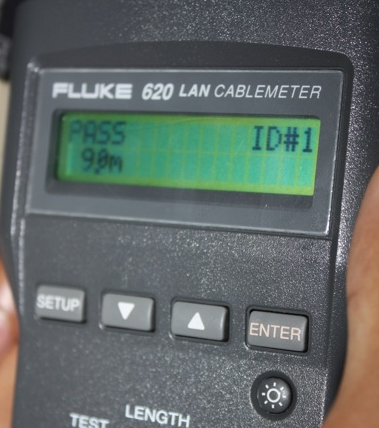 FLUKE 620 LAN CABLEMETER
PASS ID#1
90m
SETUP
ENTER
TEST
LENGTH